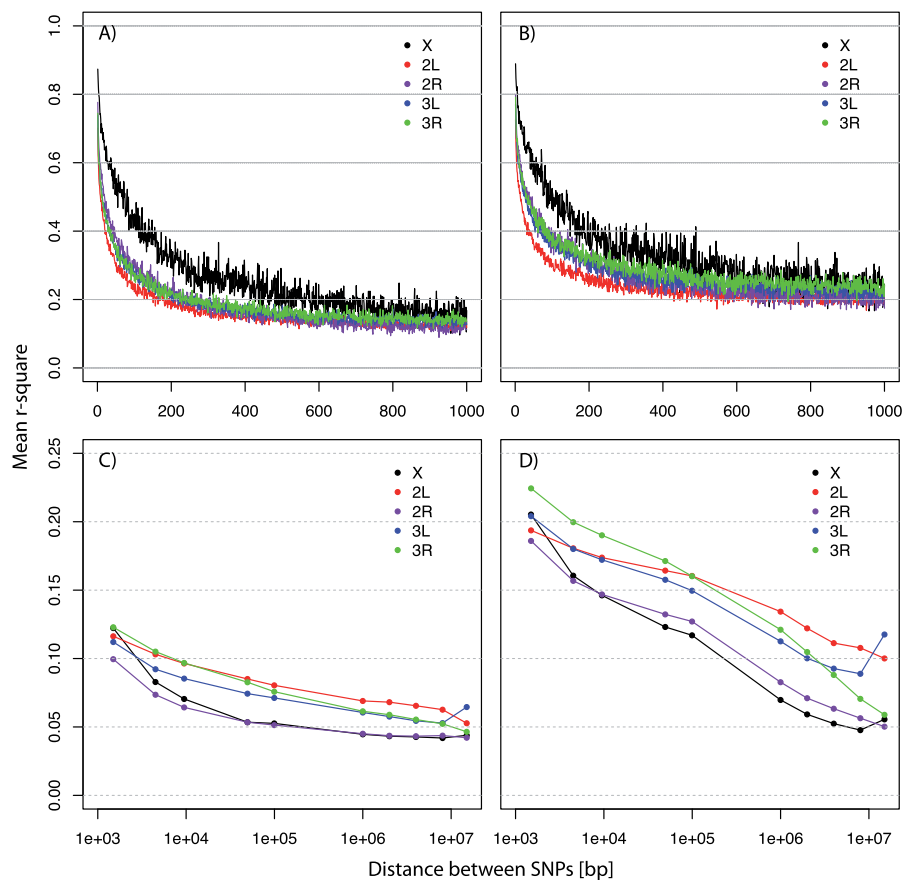 Mean r-square
A)
X
2L
2R
3L
3R
1.0
0.8
0.6
0.4
0.2
0.0
0 200 400 600 800 1000
B)
X
2L
2R
3L
3R
0 200 400 600 800 1000
C)
X
2L
2R
3L
3R
0.25
0.20
0.15
0.10
0.05
0.00
1e+03 1e+04 1e+05 1e+06 1e+07
D)
X
2L
2R
3L
3R
1e+03 1e+04 1e+05 1e+06 1e+07
Distance between SNPs [bp]